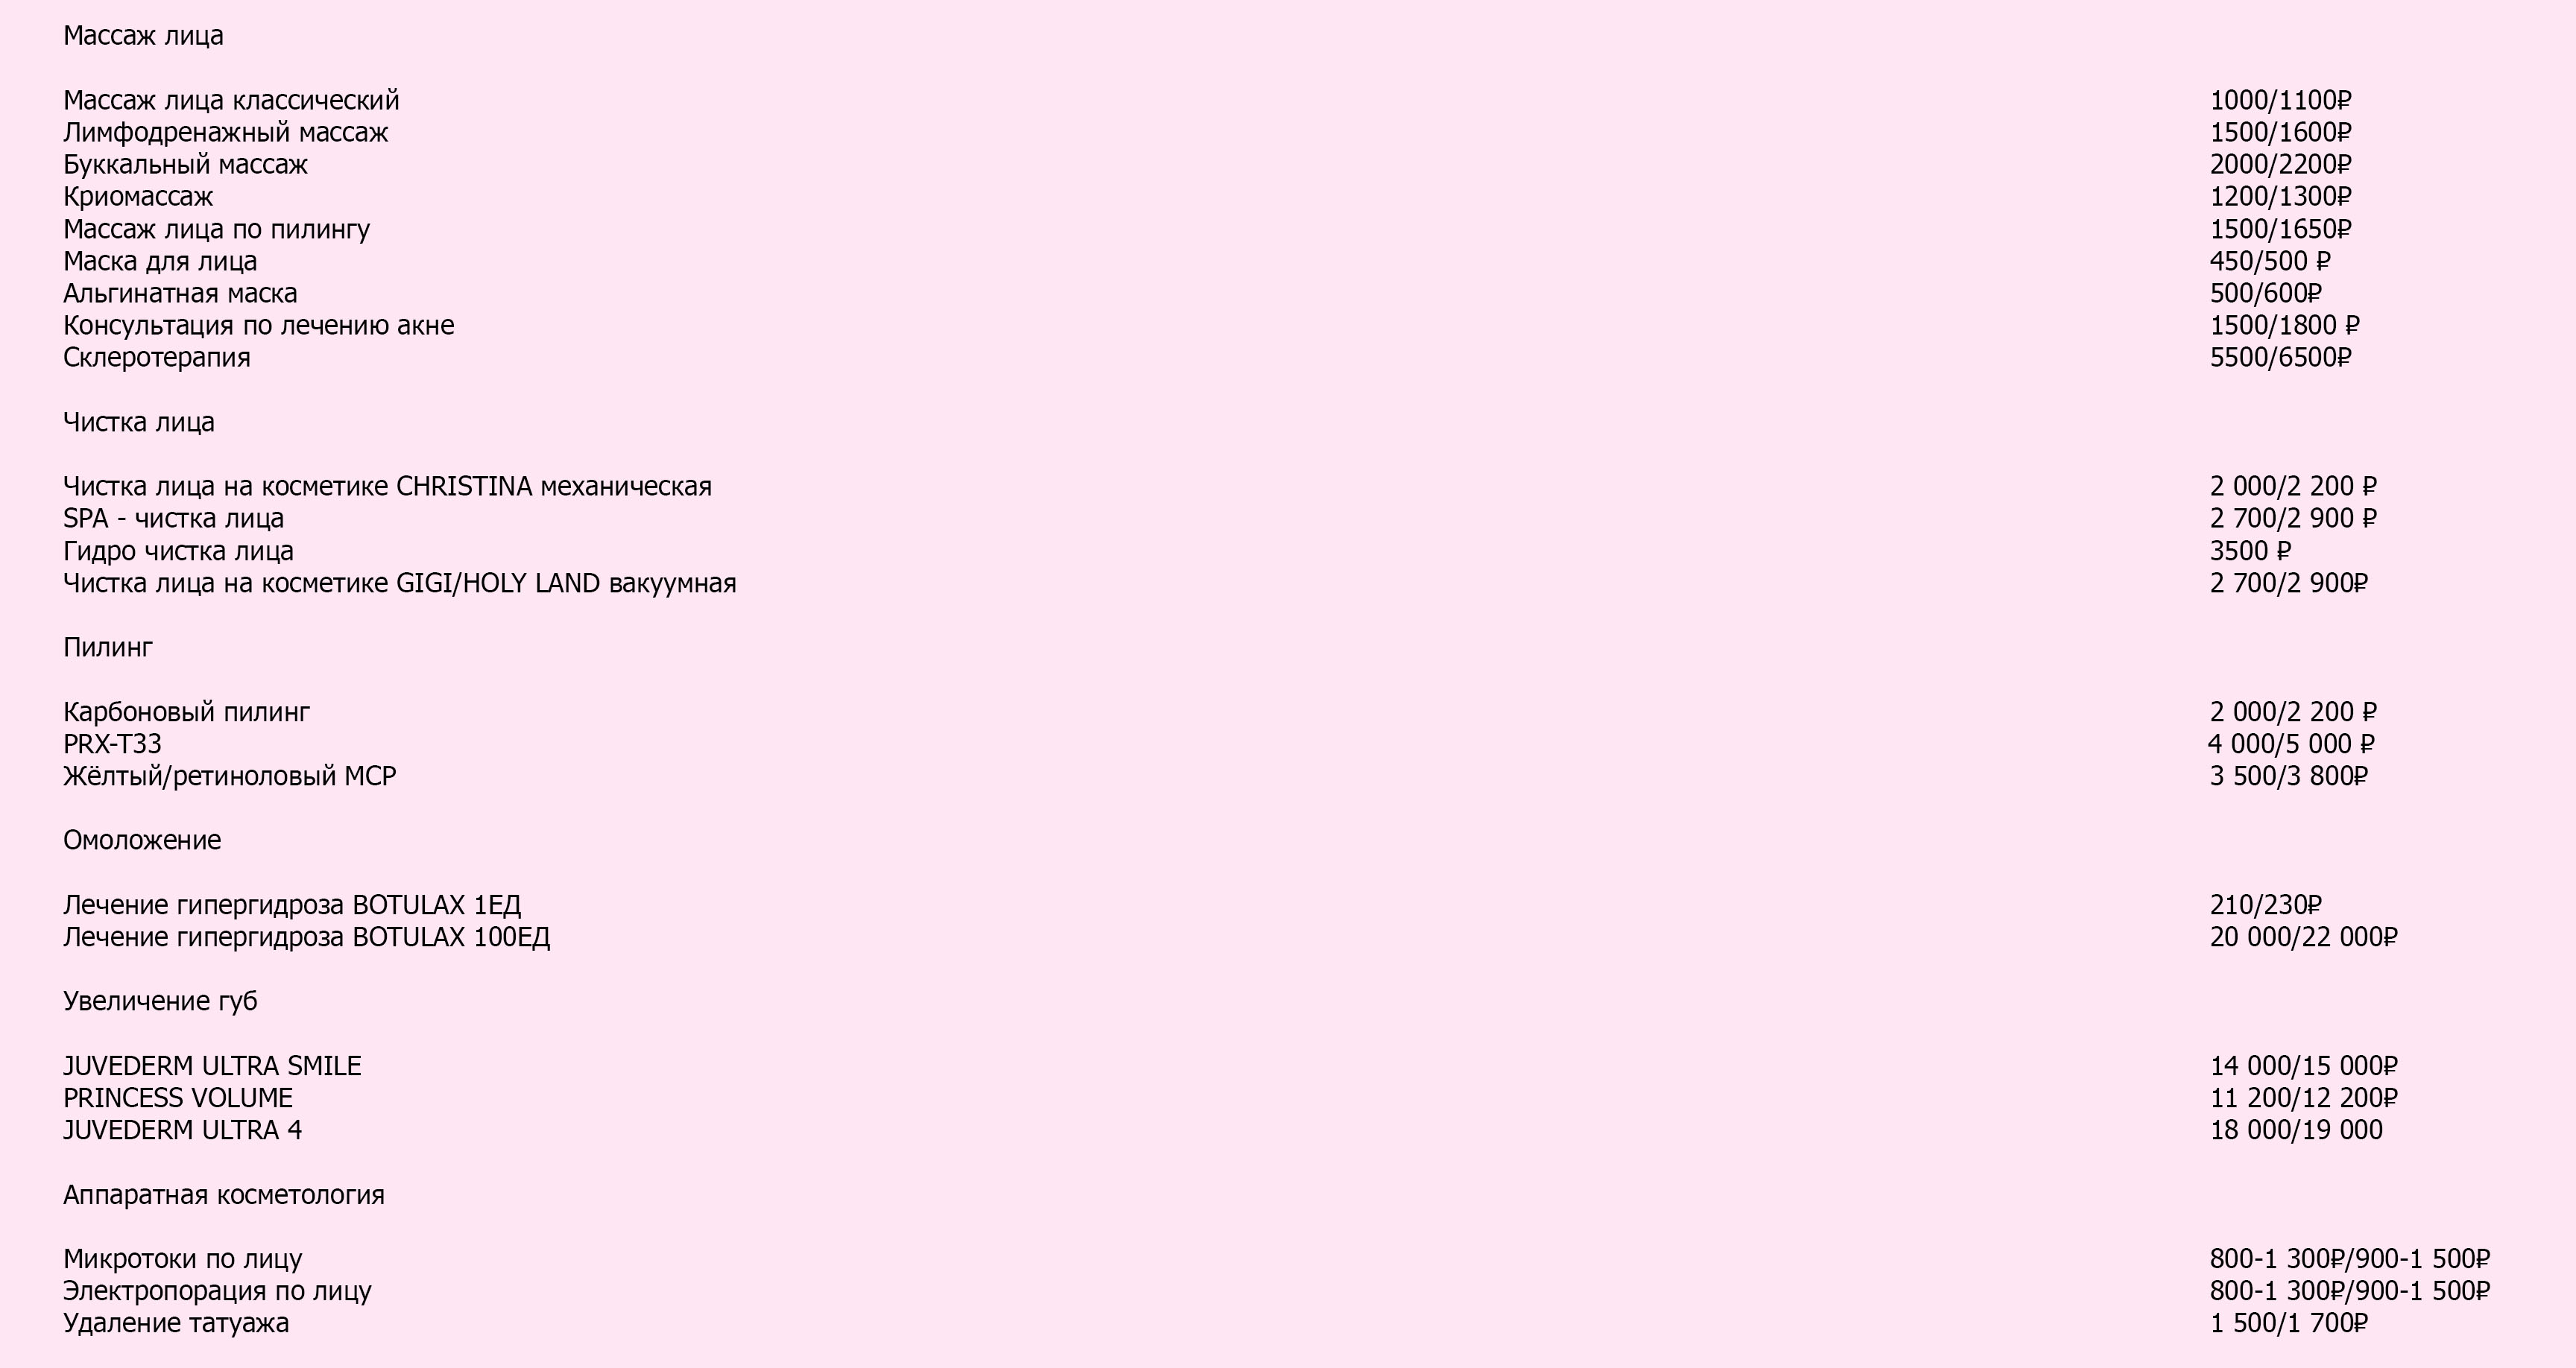 Массаж лица
Массаж лица классический 1000/1100₽
Лимфодренажный массаж 1500/1600₽
Буккальный массаж 2000/2200₽
Криомассаж 1200/1300₽
Массаж лица по пилингу 1500/1650₽
Маска для лица 450/500 ₽
Альгинатная маска 500/600₽
Консультация по лечению акне 1500/1800 ₽
Склеротерапия 5500/6500₽
Чистка лица
Чистка лица на косметике CHRISTINA механическая 2 000/2 200 ₽
SPA - чистка лица 2 700/2 900 ₽
Гидро чистка лица 3500 ₽
Чистка лица на косметике GIGI/HOLY LAND вакуумная 2 700/2 900₽
Пилинг
Карбоновый пилинг 2 000/2 200 ₽
PRX-T33 4 000/5 000 ₽
Жёлтый/ретиноловый MCP 3 500/3 800₽
Омоложение
Лечение гипергидроза BOTULAX 1ЕД 210/230₽
Лечение гипергидроза BOTULAX 100ЕД 20 000/22 000₽
Увеличение губ
JUVEDERM ULTRA SMILE 14 000/15 000₽
PRINCESS VOLUME 11 200/12 200₽
JUVEDERM ULTRA 4 18 000/19 000
Аппаратная косметология
Микротоки по лицу 800-1 300₽/900-1 500₽
Электропорация по лицу 800-1 300₽/900-1 500₽
Удаление татуажа 1 500/1 700₽